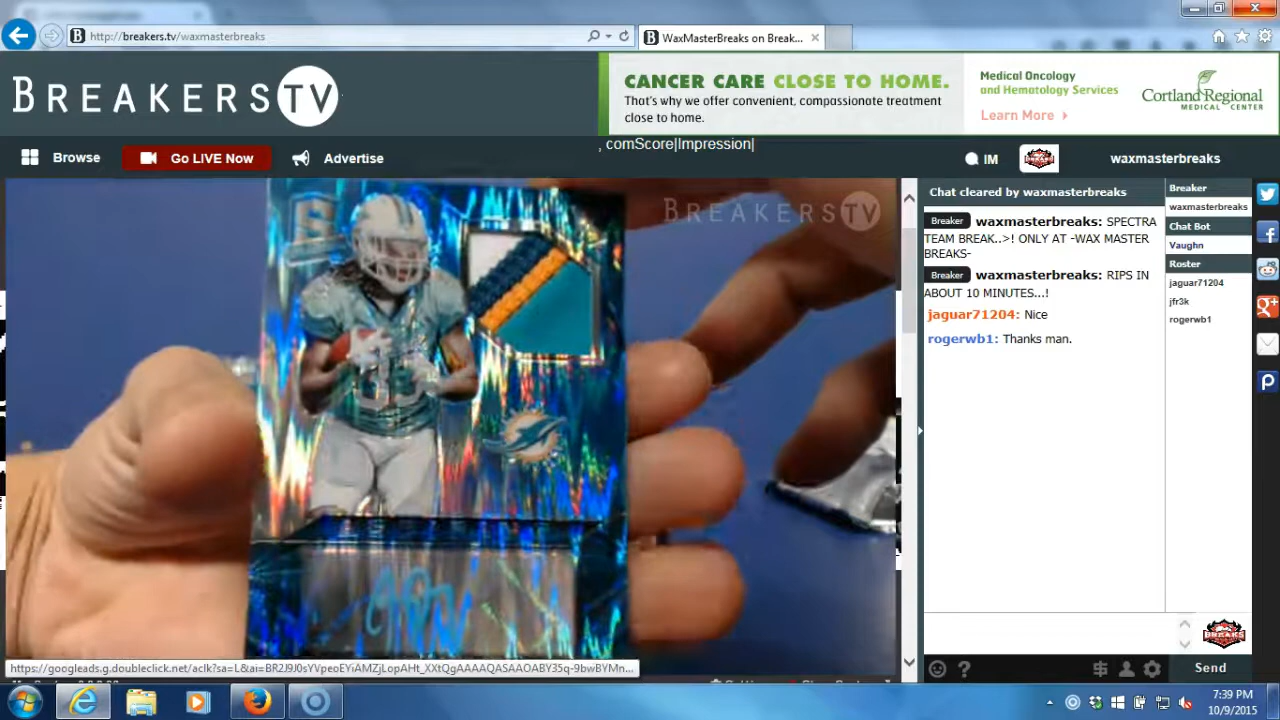 http://breakers.tv/waxmasterbreaks
WaxMasterBreaks on Break...
BREAKERSTV
CANCER CARE CLOSE TO HOME.
That's why we offer convenient, compassionate treatment
close to home.
Medical Oncology
and Hematology Services
Learn More
Cortland Regional
MEDICAL CENTER
, comScore|Impression|
Browse
Go LIVE Now
Advertise
IM
waxmasterbreaks
BREAKERSTV
Chat cleared by waxmasterbreaks
Breaker waxmasterbreaks: SPECTRA
TEAM BREAK..>! ONLY AT -WAX MASTER
BREAKS-
Breaker waxmasterbreaks: RIPS IN
ABOUT 10 MINUTES...!
jaguar71204: Nice
rogerwb1: Thanks man.
Breaker
waxmasterbreaks
Chat Bot
Vaughn
Roster
jaguar71204
jfr3k
rogerwb1
BREAKS
Send
7:39 PM
10/9/2015